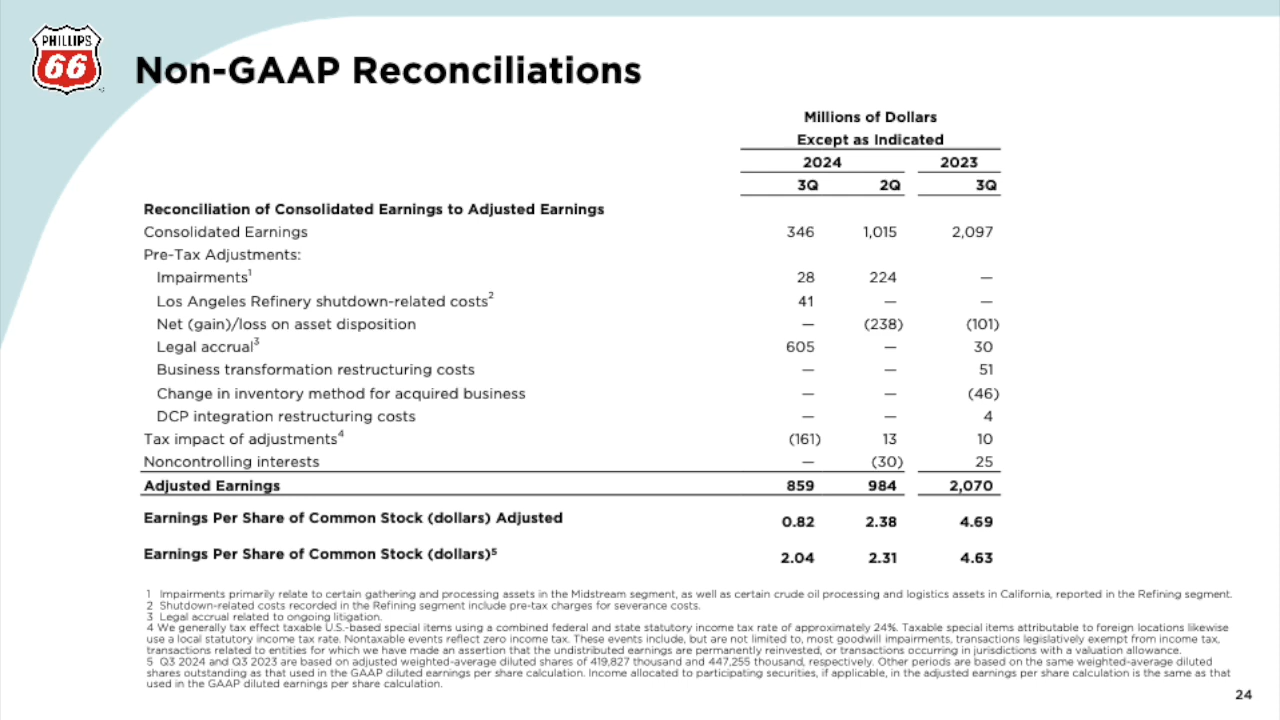 PHILLIPS
66
Non-GAAP Reconciliations
Millions of Dollars
Except as Indicated
2024 2023
3Q 2Q 3Q
Reconciliation of Consolidated Earnings to Adjusted Earnings
Consolidated Earnings 346 1,015 2,097
Pre-Tax Adjustments:
Impairments¹ 28 224 —
Los Angeles Refinery shutdown-related costs² 41 — —
Net (gain)/loss on asset disposition — (238) (101)
Legal accrual³ 605 — 30
Business transformation restructuring costs — — 51
Change in inventory method for acquired business — — (46)
DCP integration restructuring costs — — 4
Tax impact of adjustments⁴ (161) 13 10
Noncontrolling interests — (30) 25
Adjusted Earnings 859 984 2,070
Earnings Per Share of Common Stock (dollars) Adjusted 0.82 2.38 4.69
Earnings Per Share of Common Stock (dollars)⁵ 2.04 2.31 4.63
1 Impairments primarily relate to certain gathering and processing assets in the Midstream segment, as well as certain crude oil processing and logistics assets in California, reported in the Refining segment.
2 Shutdown-related costs recorded in the Refining segment include pre-tax charges for severance costs.
3 Legal accrual related to ongoing litigation.
4 We generally tax effect taxable U.S.-based special items using a combined federal and state statutory income tax rate of approximately 24%. Taxable special items attributable to foreign locations likewise
use a local statutory income tax rate. Nontaxable events reflect zero income tax. These events include, but are not limited to, most goodwill impairments, transactions legislatively exempt from income tax,
transactions related to entities for which we have made an assertion that the undistributed earnings are permanently reinvested, or transactions occurring in jurisdictions with a valuation allowance.
5 Q3 2024 and Q3 2023 are based on adjusted weighted-average diluted shares of 419,827 thousand and 447,255 thousand, respectively. Other periods are based on the same weighted-average diluted
shares outstanding as that used in the GAAP diluted earnings per share calculation. Income allocated to participating securities, if applicable, in the adjusted earnings per share calculation is the same as that
used in the GAAP diluted earnings per share calculation.
24